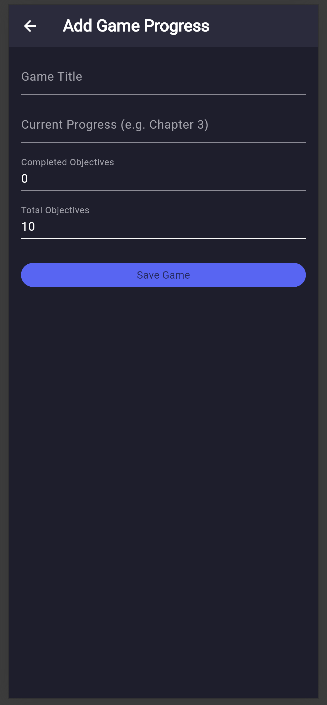 Add Game Progress
Game Title
Current Progress (e.g. Chapter 3)
Completed Objectives
0
Total Objectives
10
Save Game